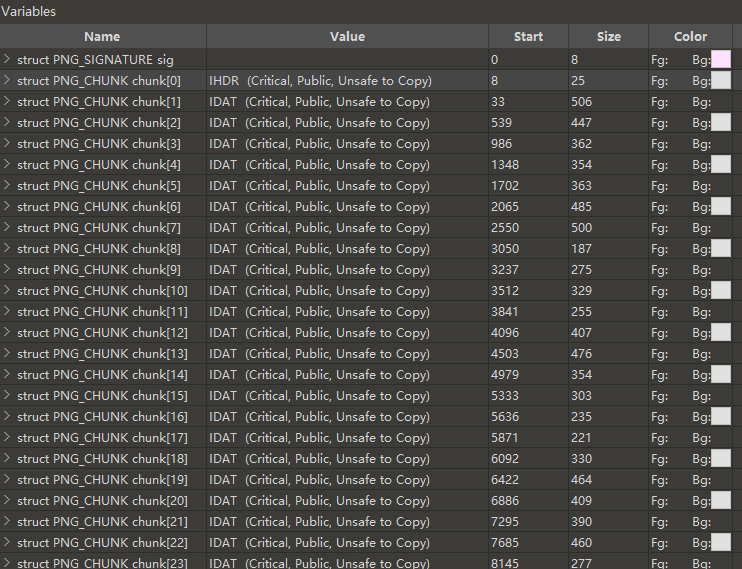 Variables
Name Value Start Size Color
struct PNG_SIGNATURE sig 0 8 Fg: Bg:
struct PNG_CHUNK chunk[0] IHDR (Critical, Public, Unsafe to Copy) 8 25 Fg: Bg:
struct PNG_CHUNK chunk[1] IDAT (Critical, Public, Unsafe to Copy) 33 506 Fg: Bg:
struct PNG_CHUNK chunk[2] IDAT (Critical, Public, Unsafe to Copy) 539 447 Fg: Bg:
struct PNG_CHUNK chunk[3] IDAT (Critical, Public, Unsafe to Copy) 986 362 Fg: Bg:
struct PNG_CHUNK chunk[4] IDAT (Critical, Public, Unsafe to Copy) 1348 354 Fg: Bg:
struct PNG_CHUNK chunk[5] IDAT (Critical, Public, Unsafe to Copy) 1702 363 Fg: Bg:
struct PNG_CHUNK chunk[6] IDAT (Critical, Public, Unsafe to Copy) 2065 485 Fg: Bg:
struct PNG_CHUNK chunk[7] IDAT (Critical, Public, Unsafe to Copy) 2550 500 Fg: Bg:
struct PNG_CHUNK chunk[8] IDAT (Critical, Public, Unsafe to Copy) 3050 187 Fg: Bg:
struct PNG_CHUNK chunk[9] IDAT (Critical, Public, Unsafe to Copy) 3237 275 Fg: Bg:
struct PNG_CHUNK chunk[10] IDAT (Critical, Public, Unsafe to Copy) 3512 329 Fg: Bg:
struct PNG_CHUNK chunk[11] IDAT (Critical, Public, Unsafe to Copy) 3841 255 Fg: Bg:
struct PNG_CHUNK chunk[12] IDAT (Critical, Public, Unsafe to Copy) 4096 407 Fg: Bg:
struct PNG_CHUNK chunk[13] IDAT (Critical, Public, Unsafe to Copy) 4503 476 Fg: Bg:
struct PNG_CHUNK chunk[14] IDAT (Critical, Public, Unsafe to Copy) 4979 354 Fg: Bg:
struct PNG_CHUNK chunk[15] IDAT (Critical, Public, Unsafe to Copy) 5333 303 Fg: Bg:
struct PNG_CHUNK chunk[16] IDAT (Critical, Public, Unsafe to Copy) 5636 235 Fg: Bg:
struct PNG_CHUNK chunk[17] IDAT (Critical, Public, Unsafe to Copy) 5871 221 Fg: Bg:
struct PNG_CHUNK chunk[18] IDAT (Critical, Public, Unsafe to Copy) 6092 330 Fg: Bg:
struct PNG_CHUNK chunk[19] IDAT (Critical, Public, Unsafe to Copy) 6422 464 Fg: Bg:
struct PNG_CHUNK chunk[20] IDAT (Critical, Public, Unsafe to Copy) 6886 409 Fg: Bg:
struct PNG_CHUNK chunk[21] IDAT (Critical, Public, Unsafe to Copy) 7295 390 Fg: Bg:
struct PNG_CHUNK chunk[22] IDAT (Critical, Public, Unsafe to Copy) 7685 460 Fg: Bg:
struct PNG_CHUNK chunk[23] IDAT (Critical, Public, Unsafe to Copy) 8145 277 Fg: Bg: